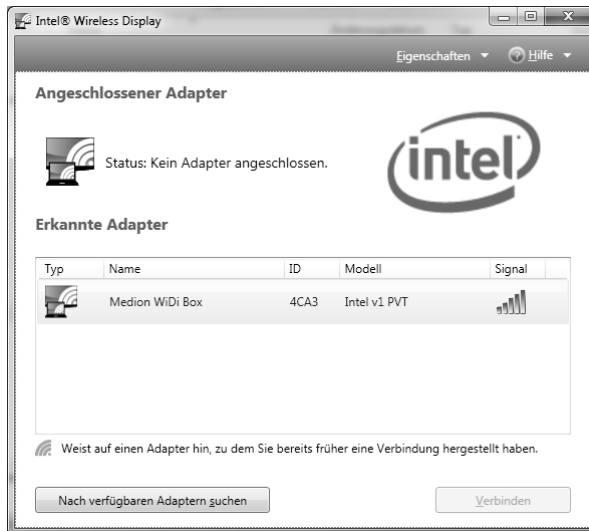 Intel® Wireless Display
Eigenschaften Hilfe
Angeschlossener Adapter
Status: Kein Adapter angeschlossen.
intel
Erkannte Adapter
Typ Name ID Modell Signal
Medion WiDi Box 4CA3 Intel v1 PVT
Weist auf einen Adapter hin, zu dem Sie bereits früher eine Verbindung hergestellt haben.
Nach verfügbaren Adaptern suchen Verbinden